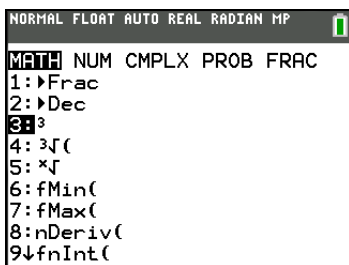 NORMAL FLOAT AUTO REAL RADIAN MP
MATH NUM CMPLX PROB FRAC
1:▶Frac
2:▶Dec
3:³
4:³√(
5:ˣ√
6:fMin(
7:fMax(
8:nDeriv(
9↓fnInt(